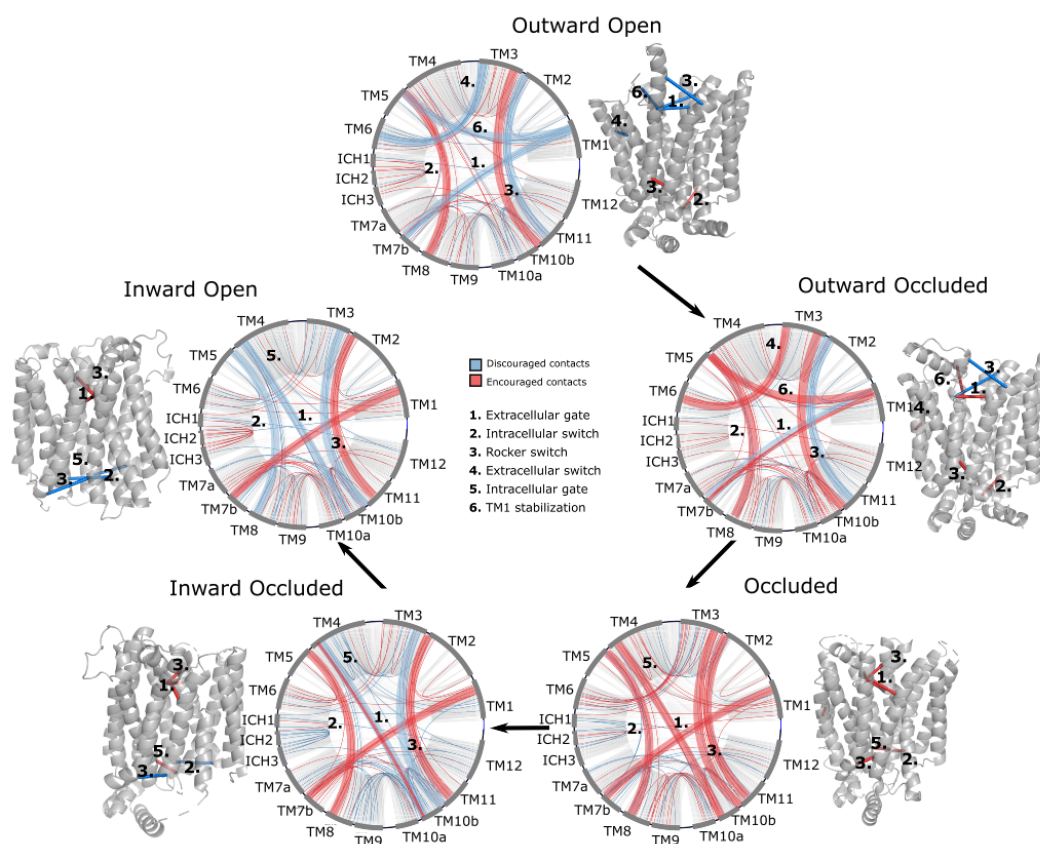 Outward Open
TM4
TM3
TM5
TM2
TM6
TM1
ICH1
ICH2
ICH3
TM12
TM7a
TM11
TM7b
TM10b
TM8
TM9
TM10a
4.
6.
1.
2.
3.
3.
6.
1.
4.
3.
2.
Inward Open
3.
1.
5.
3.
2.
TM4
TM3
TM5
TM2
TM6
TM1
ICH1
ICH2
ICH3
TM12
TM7a
TM11
TM7b
TM10b
TM8
TM9
TM10a
5.
1.
2.
3.
Discouraged contacts
Encouraged contacts
1. Extracellular gate
2. Intracellular switch
3. Rocker switch
4. Extracellular switch
5. Intracellular gate
6. TM1 stabilization
Outward Occluded
TM4
TM3
TM5
TM2
TM6
TM1
ICH1
ICH2
ICH3
TM12
TM7a
TM11
TM7b
TM10b
TM8
TM9
TM10a
4.
6.
1.
2.
3.
3.
6.
1.
4.
3.
2.
Inward Occluded
3.
1.
5.
3.
2.
TM4
TM3
TM5
TM2
TM6
TM1
ICH1
ICH2
ICH3
TM12
TM7a
TM11
TM7b
TM10b
TM8
TM9
TM10a
5.
1.
2.
3.
Occluded
TM4
TM3
TM5
TM2
TM6
TM1
ICH1
ICH2
ICH3
TM12
TM7a
TM11
TM7b
TM10b
TM8
TM9
TM10a
5.
1.
2.
3.
3.
1.
5.
3.
2.